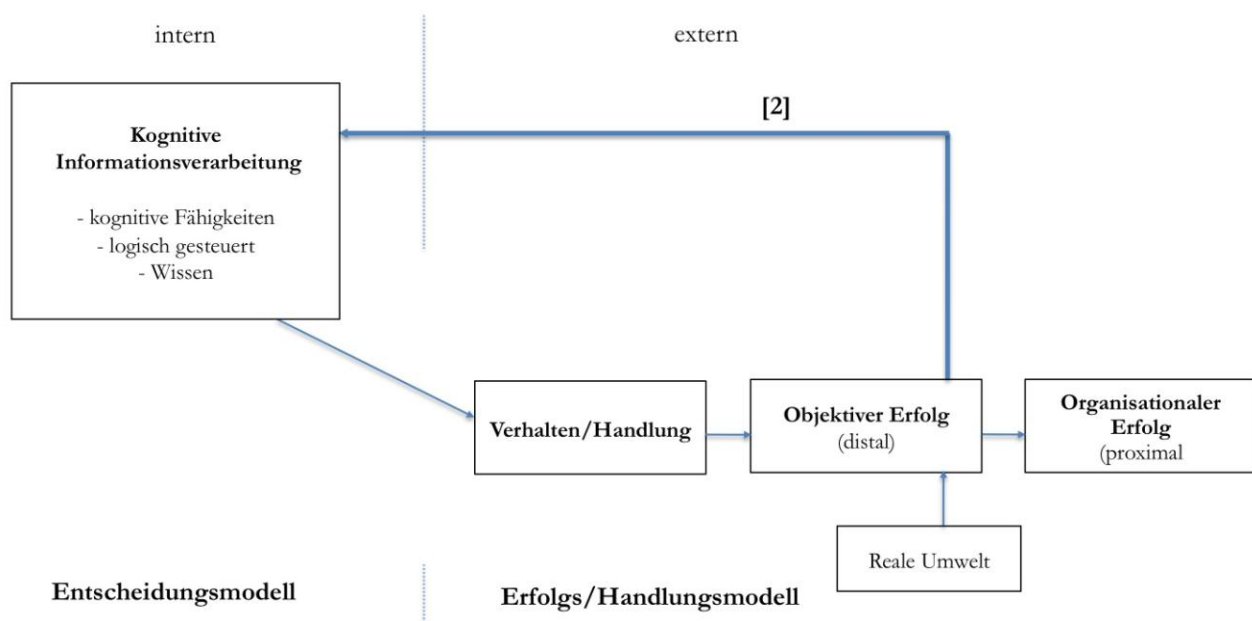 intern
extern
Kognitive
Informationsverarbeitung
- kognitive Fähigkeiten
- logisch gesteuert
- Wissen
[2]
Verhalten/Handlung
Objektiver Erfolg
(distal)
Organisationaler
Erfolg
(proximal
Reale Umwelt
Entscheidungsmodell
Erfolgs/Handlungsmodell